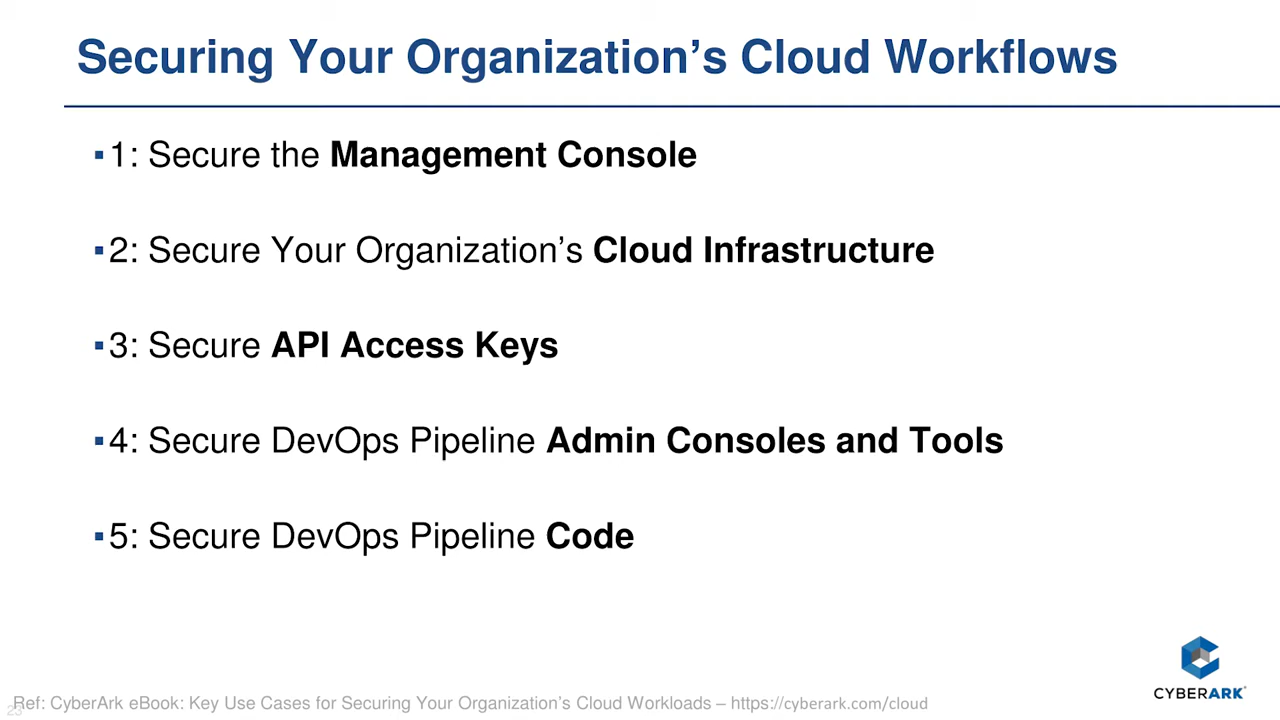 Securing Your Organization’s Cloud Workflows
▪1: Secure the Management Console
▪2: Secure Your Organization’s Cloud Infrastructure
▪3: Secure API Access Keys
▪4: Secure DevOps Pipeline Admin Consoles and Tools
▪5: Secure DevOps Pipeline Code
CYBERARK
Ref: CyberArk eBook: Key Use Cases for Securing Your Organization’s Cloud Workloads – https://cyberark.com/cloud
23